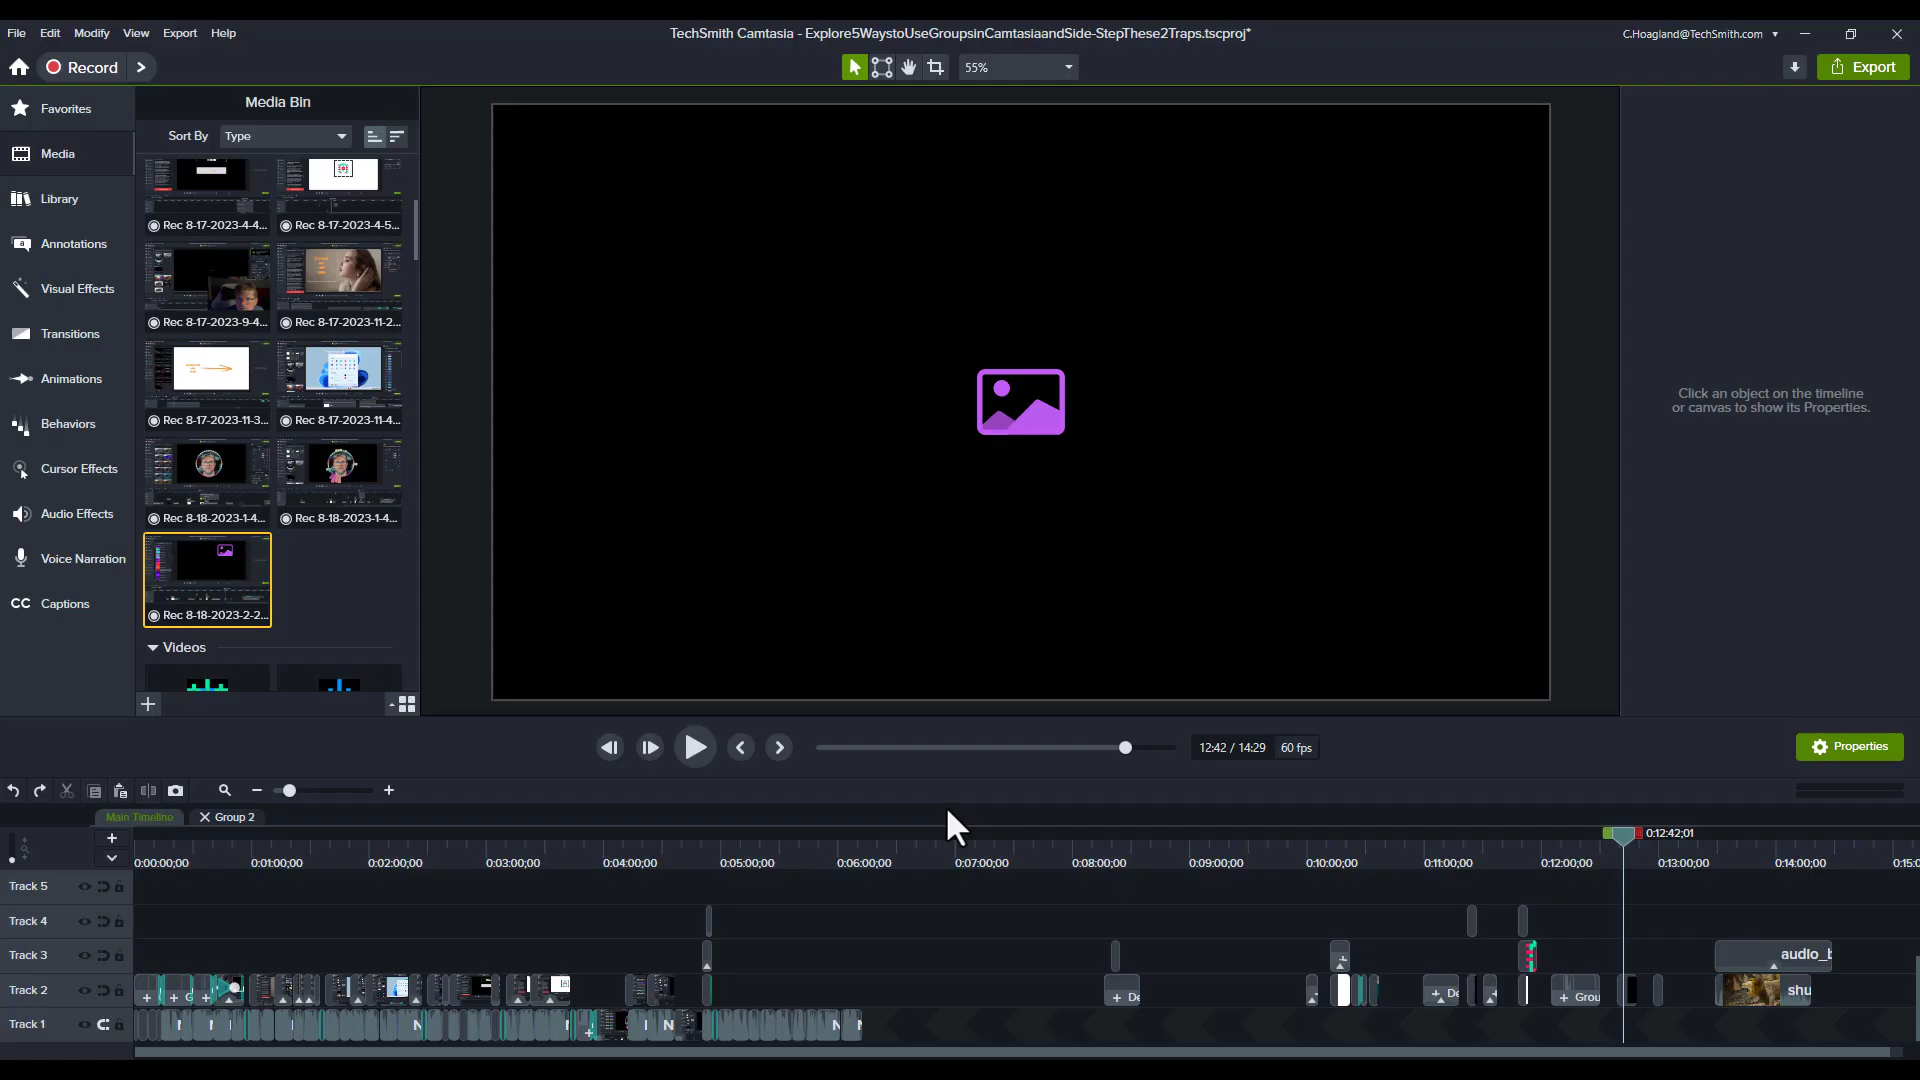 File Edit Modify View Export Help
TechSmith Camtasia - Explore5WaystoUseGroupsinCamtasiaandSide-StepThese2Traps.tscproj*
C.Hoagland@TechSmith.com
Record
55%
Export
Favorites
Media
Library
Annotations
Visual Effects
Transitions
Animations
Behaviors
Cursor Effects
Audio Effects
Voice Narration
CC Captions
Media Bin
Sort By Type
Rec 8-17-2023-4-4... Rec 8-17-2023-4-5...
Rec 8-17-2023-9-4... Rec 8-17-2023-11-2...
Rec 8-17-2023-11-3... Rec 8-17-2023-11-4...
Rec 8-18-2023-1-4... Rec 8-18-2023-1-4...
Rec 8-18-2023-2-2...
Videos
Click an object on the timeline
or canvas to show its Properties.
12:42 / 14:29 60 fps
Properties
Main Timeline Group 2
0:12:42;01
0:00:00;00 0:01:00;00 0:02:00;00 0:03:00;00 0:04:00;00 0:05:00;00 0:06:00;00 0:07:00;00 0:08:00;00 0:09:00;00 0:10:00;00 0:11:00;00 0:12:00;00 0:13:00;00 0:14:00;00 0:15:0
Track 5
Track 4
Track 3 audio_b
Track 2 De De Grou shu
Track 1